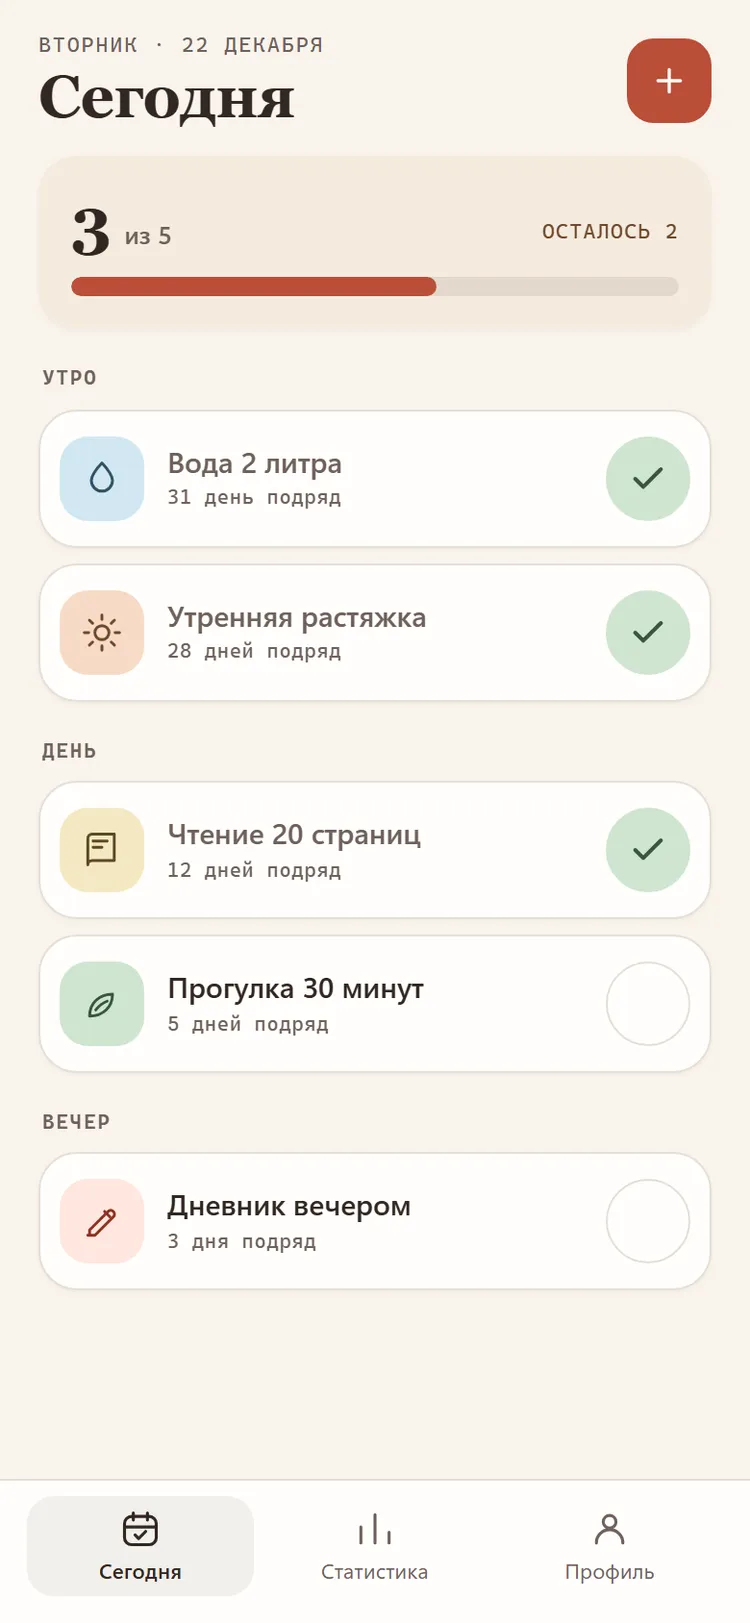 ВТОРНИК · 22 ДЕКАБРЯ
Сегодня
3 из 5
ОСТАЛОСЬ 2
УТРО
Вода 2 литра
31 день подряд
Утренняя растяжка
28 дней подряд
ДЕНЬ
Чтение 20 страниц
12 дней подряд
Прогулка 30 минут
5 дней подряд
ВЕЧЕР
Дневник вечером
3 дня подряд
Сегодня
Статистика
Профиль